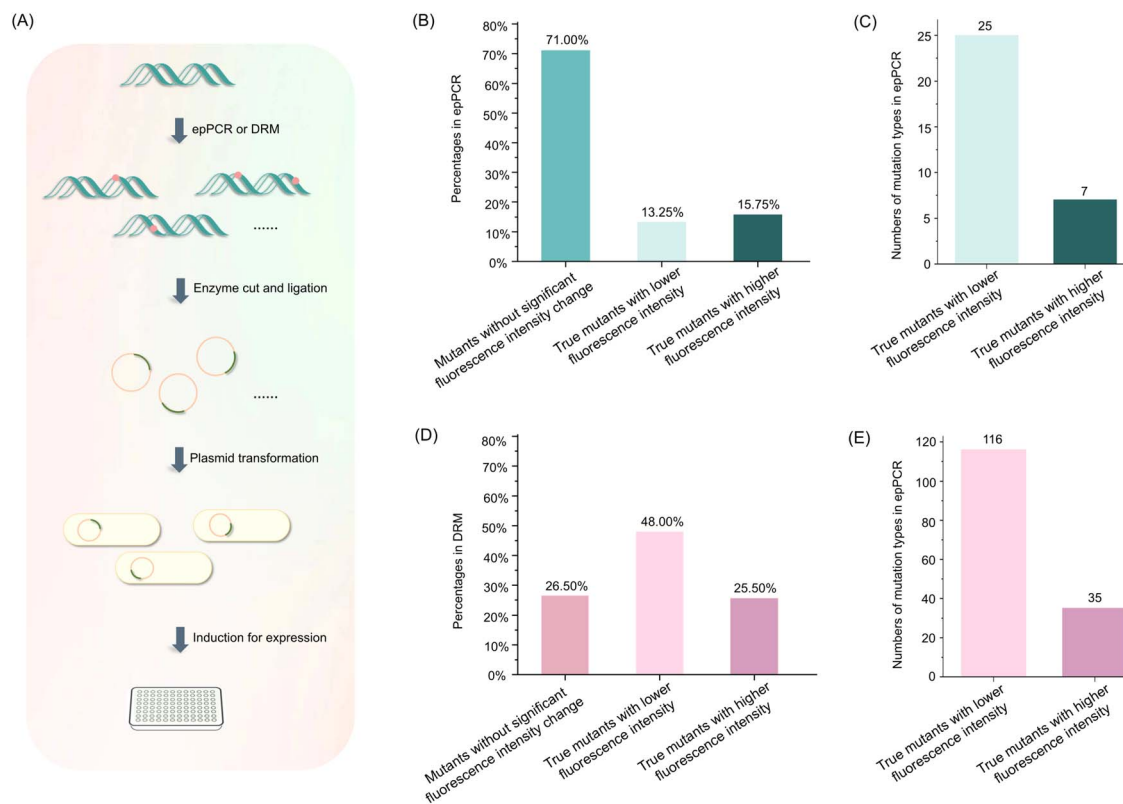 (A)
epPCR or DRM
......
Enzyme cut and ligation
......
Plasmid transformation
Induction for expression
(B)
Percentages in epPCR
80%
70%
60%
50%
40%
30%
20%
10%
0%
71.00%
13.25%
15.75%
Mutants without significant
fluorescence intensity change
True mutants with lower
fluorescence intensity
True mutants with higher
fluorescence intensity
(C)
Numbers of mutation types in epPCR
25
20
15
10
5
0
25
7
True mutants with lower
fluorescence intensity
True mutants with higher
fluorescence intensity
(D)
Percentages in DRM
80%
70%
60%
50%
40%
30%
20%
10%
0%
26.50%
48.00%
25.50%
Mutants without significant
fluorescence intensity change
True mutants with lower
fluorescence intensity
True mutants with higher
fluorescence intensity
(E)
Numbers of mutation types in epPCR
120
100
80
60
40
20
0
116
35
True mutants with lower
fluorescence intensity
True mutants with higher
fluorescence intensity